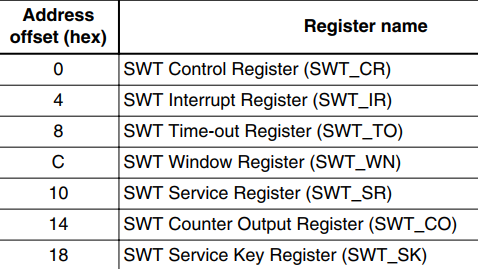 Address
offset (hex)
Register name
0 SWT Control Register (SWT_CR)
4 SWT Interrupt Register (SWT_IR)
8 SWT Time-out Register (SWT_TO)
C SWT Window Register (SWT_WN)
10 SWT Service Register (SWT_SR)
14 SWT Counter Output Register (SWT_CO)
18 SWT Service Key Register (SWT_SK)